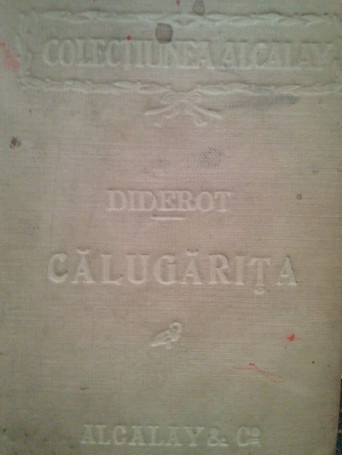 COLECȚIUNEA ALCALAY
DIDEROT
CĂLUGĂRIȚA
ALCALAY & Co